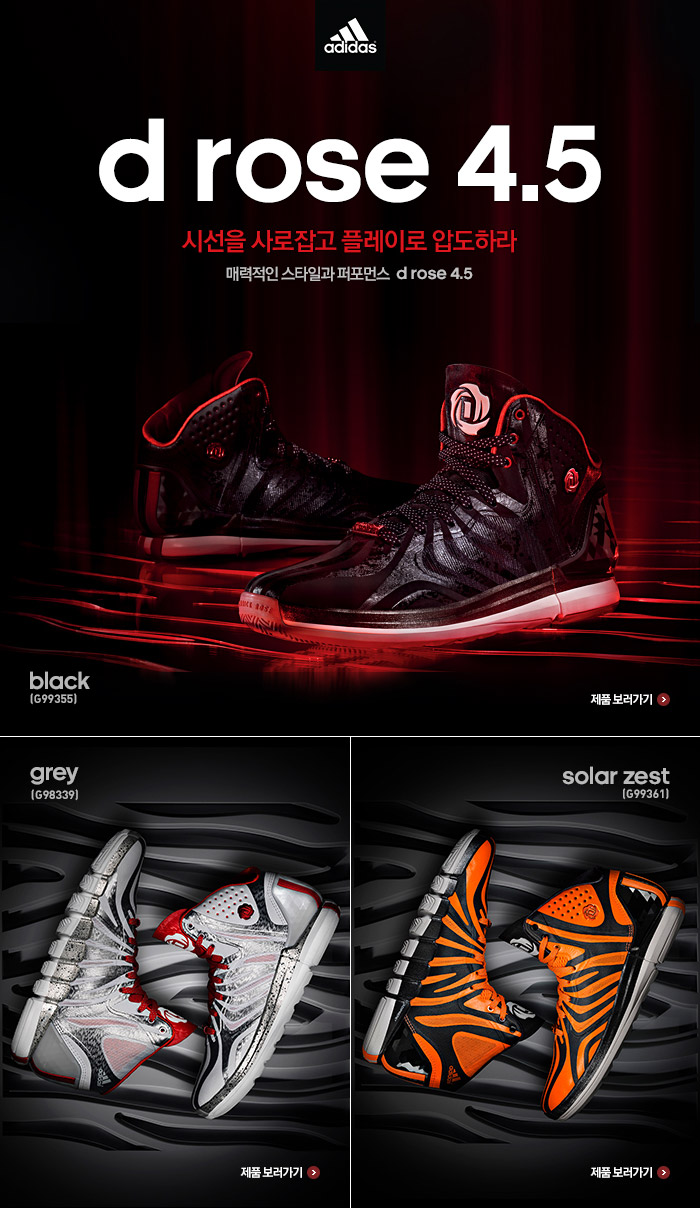 adidas
d rose 4.5
시선을 사로잡고 플레이로 압도하라
매력적인 스타일과 퍼포먼스 d rose 4.5
black
(G99355)
제품 보러가기
grey
(G98339)
solar zest
(G99361)
제품 보러가기
제품 보러가기